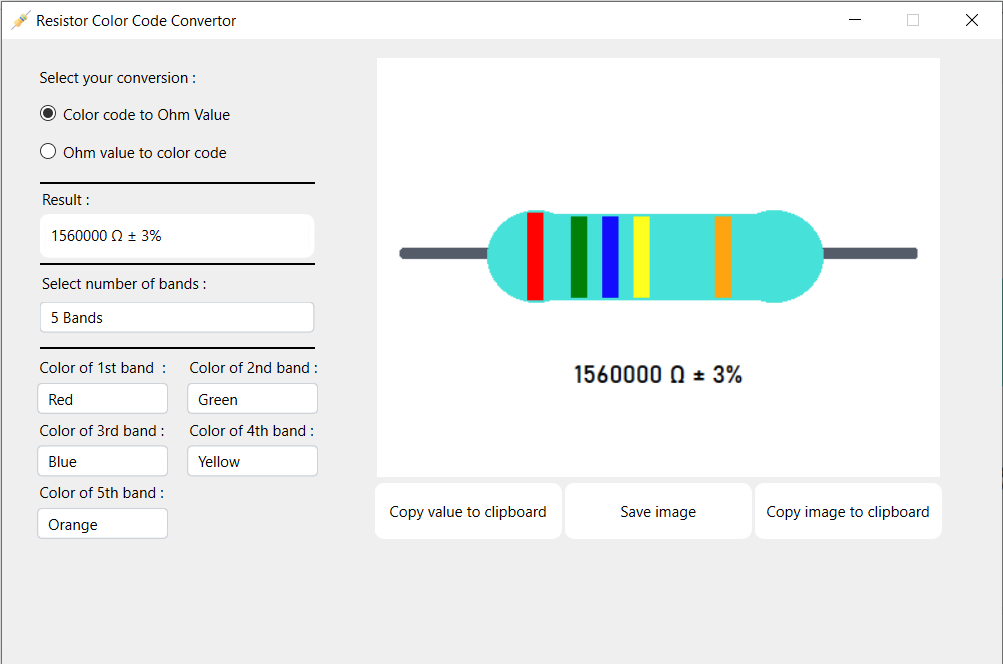 Resistor Color Code Convertor
Select your conversion :
Color code to Ohm Value
Ohm value to color code
Result :
1560000 Ω ± 3%
Select number of bands :
5 Bands
Color of 1st band  : Color of 2nd band :
Red Green
Color of 3rd band : Color of 4th band :
Blue Yellow
Color of 5th band :
Orange
1560000 Ω ± 3%
Copy value to clipboard Save image Copy image to clipboard